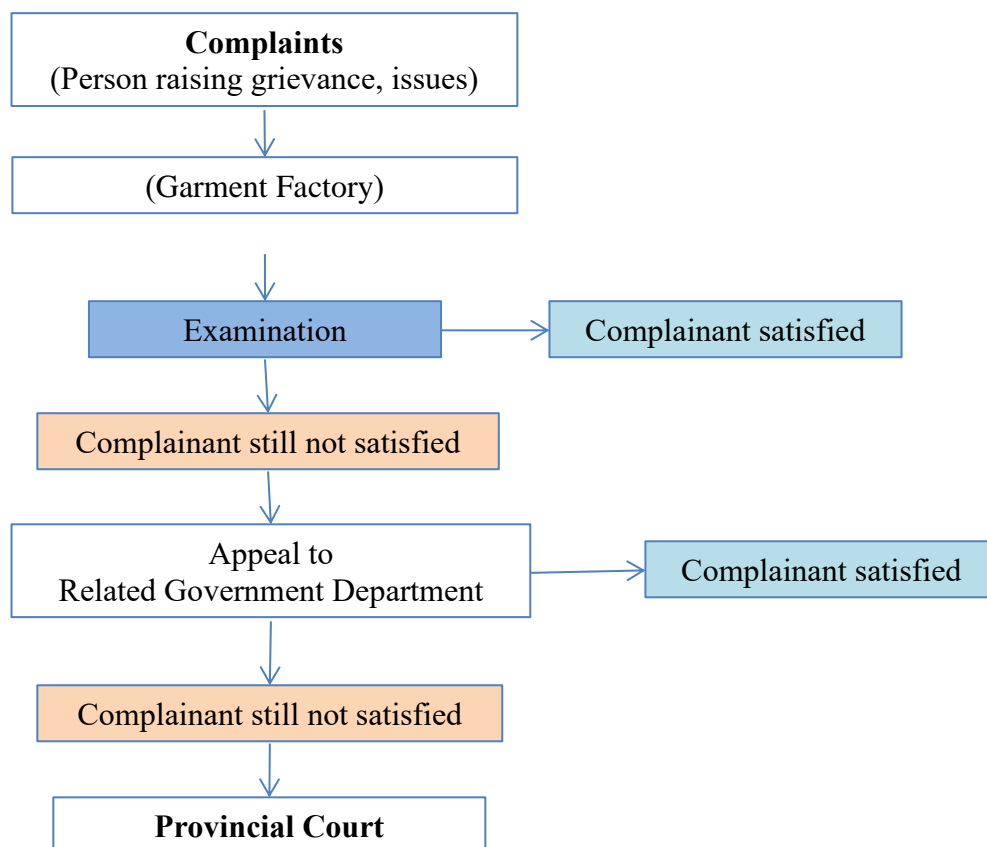 Complaints
(Person raising grievance, issues)
(Garment Factory)
Examination
Complainant satisfied
Complainant still not satisfied
Appeal to
Related Government Department
Complainant satisfied
Complainant still not satisfied
Provincial Court